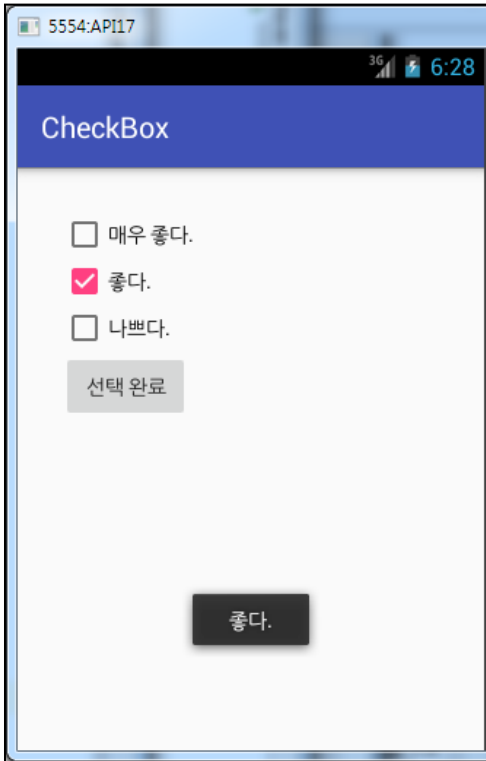 5554:API17
3G 6:28
CheckBox
매우 좋다.
좋다.
나쁘다.
선택 완료
좋다.